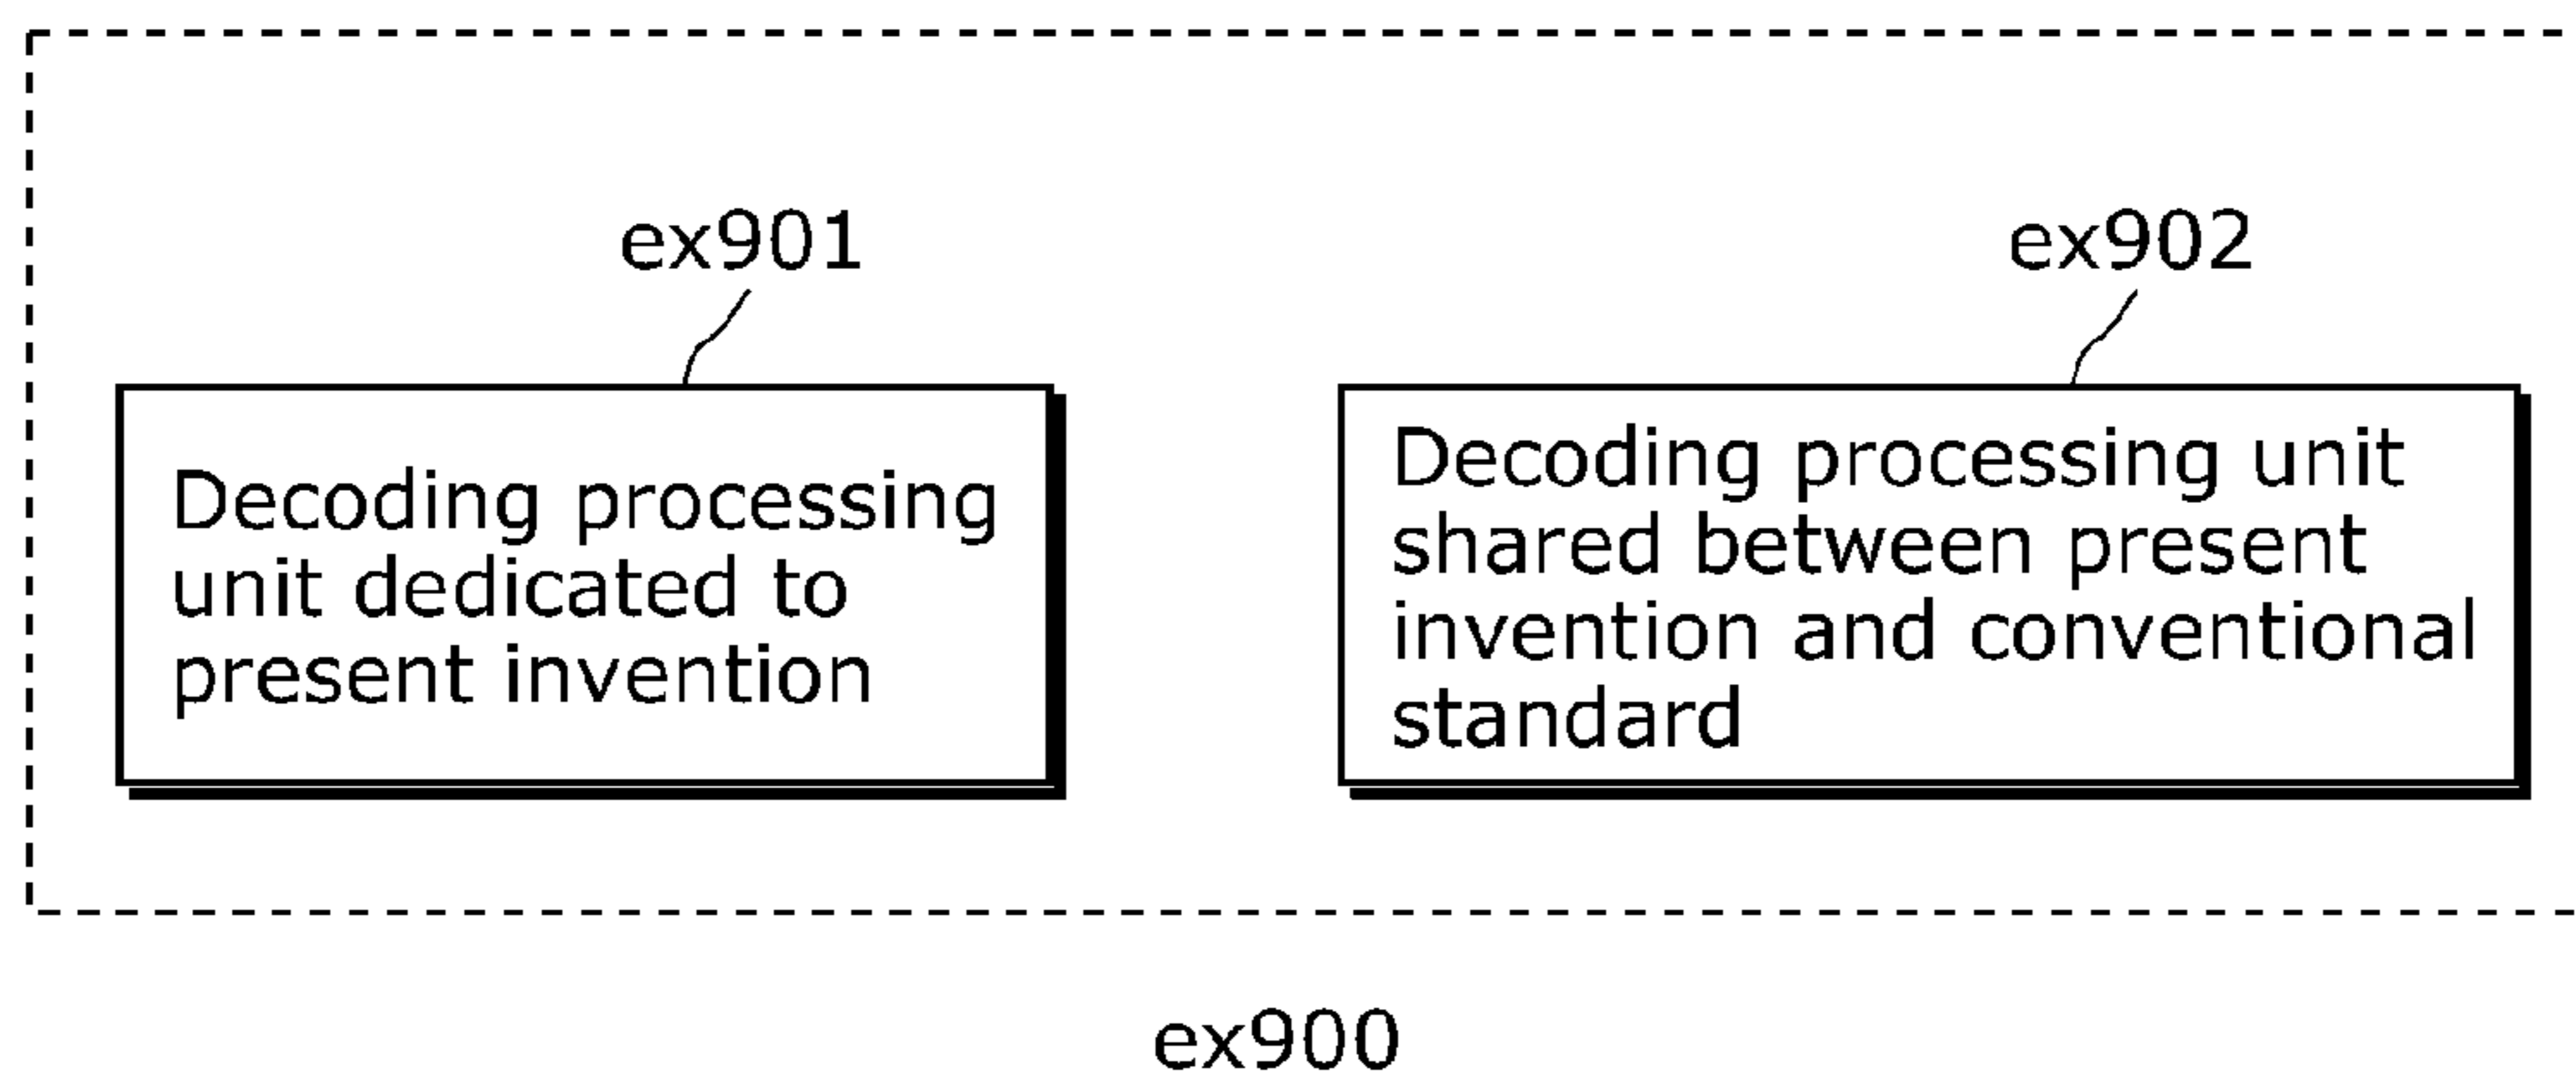 ex901
ex902
Decoding processing
unit dedicated to
present invention
Decoding processing unit
shared between present
invention and conventional
standard
ex900